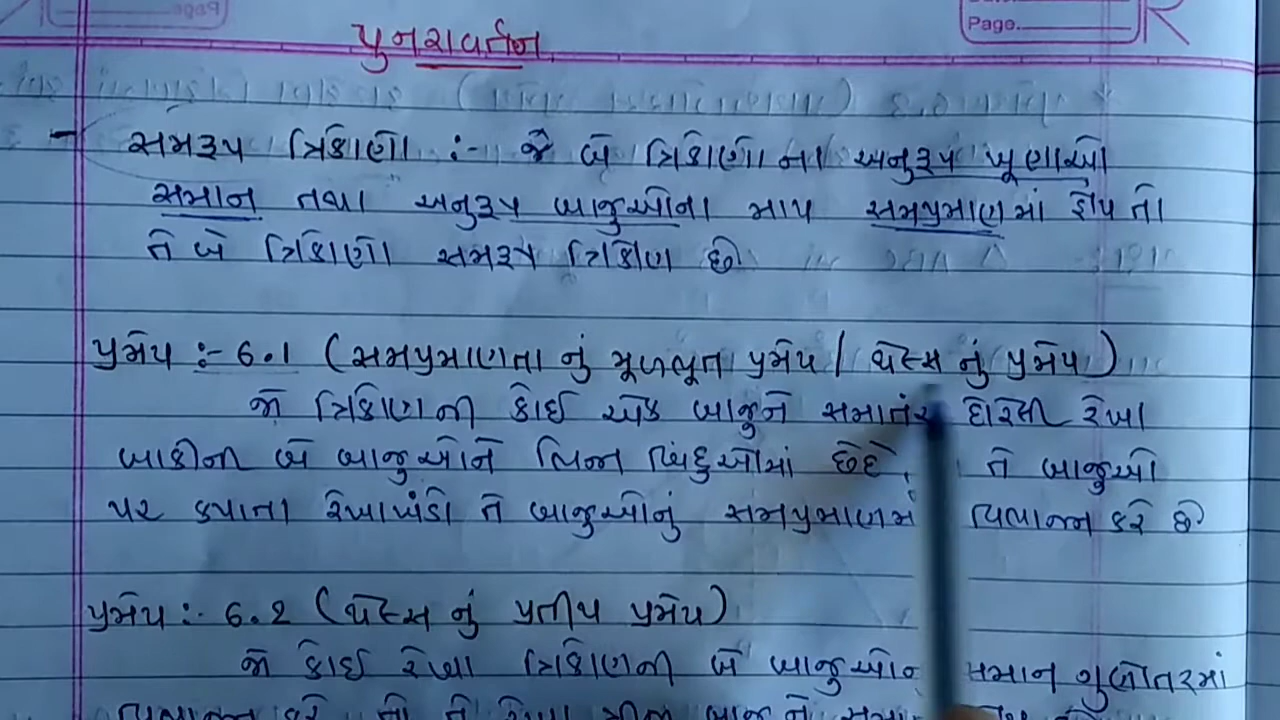 Page.
પુનરાવર્તન
- સમરૂપ ત્રિકોણો :- જે બે ત્રિકોણોના અનુરૂપ ખૂણાઓ
સમાન તથા અનુરૂપ બાજુઓના માપ સમપ્રમાણમાં હોય તો
તે બે ત્રિકોણો સમરૂપ ત્રિકોણ છે
પ્રમેય :- 6.1 (સમપ્રમાણતા નું મૂળભૂત પ્રમેય / થેલ્સ નું પ્રમેય)
જો ત્રિકોણની કોઈ એક બાજુને સમાંતર દોરેલી રેખા
બાકીની બે બાજુઓને ભિન્ન બિંદુઓમાં છેદે, તે બાજુઓ
પર કપાતા રેખાખંડો તે બાજુઓનું સમપ્રમાણમાં વિભાજન કરે છે
પ્રમેય :- 6.2 (થેલ્સ નું પ્રતીપ પ્રમેય)
જો કોઈ રેખા ત્રિકોણની બે બાજુઓનું સમાન ગુણોત્તરમાં